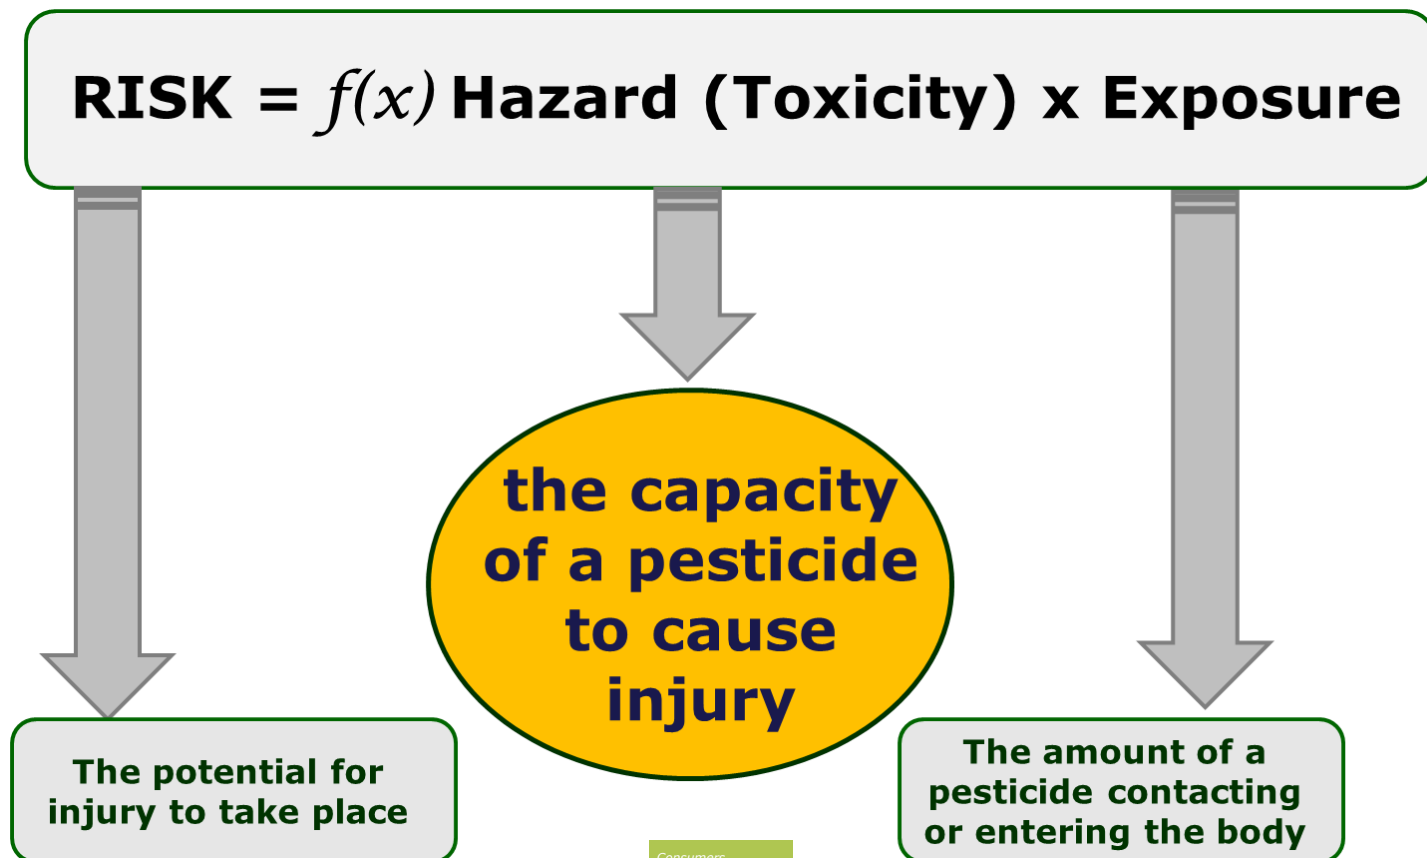 RISK = f(x) Hazard (Toxicity) x Exposure
the capacity
of a pesticide
to cause
injury
The potential for
injury to take place
The amount of a
pesticide contacting
or entering the body
Consumers